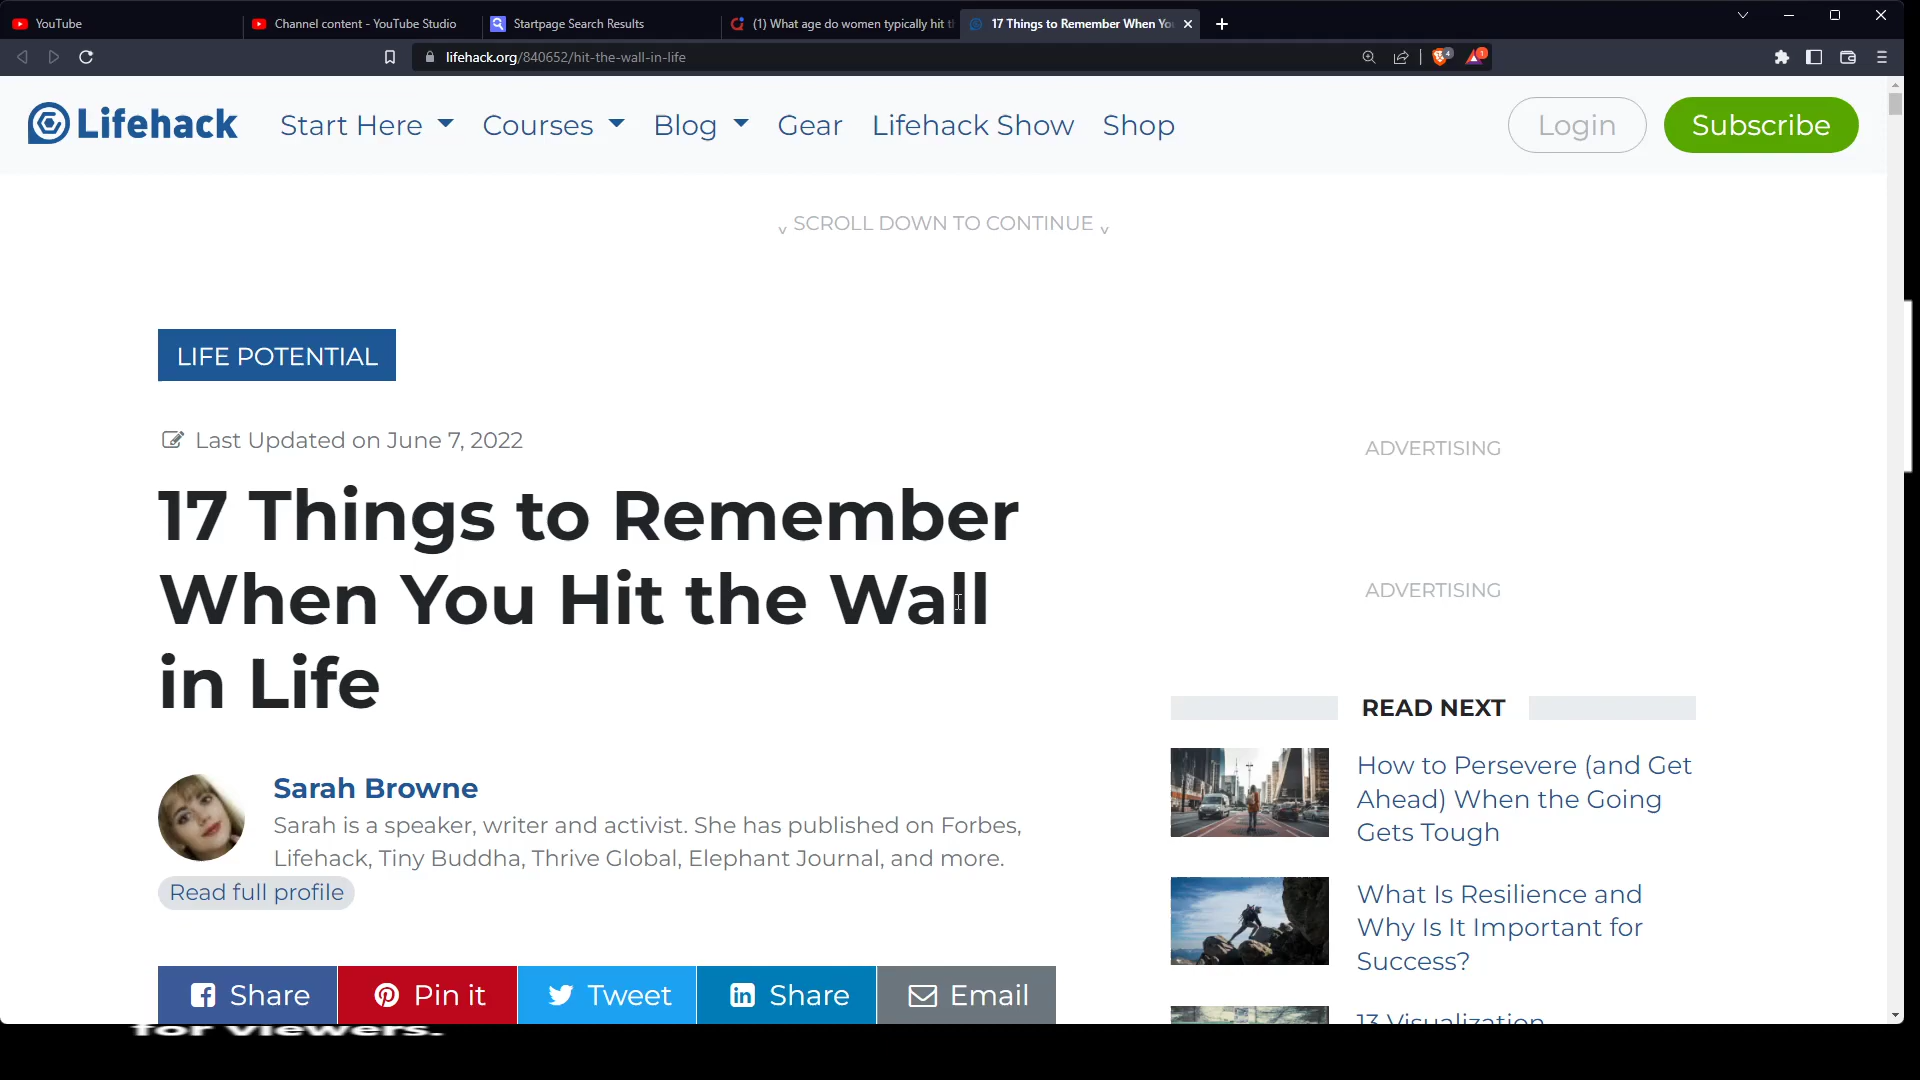 YouTube
Channel content - YouTube Studio
Startpage Search Results
(1) What age do women typically hit t
17 Things to Remember When Yo
lifehack.org/840652/hit-the-wall-in-life
4
1
Lifehack
Start Here
Courses
Blog
Gear
Lifehack Show
Shop
Login
Subscribe
SCROLL DOWN TO CONTINUE
LIFE POTENTIAL
Last Updated on June 7, 2022
17 Things to Remember
When You Hit the Wall
in Life
Sarah Browne
Sarah is a speaker, writer and activist. She has published on Forbes,
Lifehack, Tiny Buddha, Thrive Global, Elephant Journal, and more.
Read full profile
Share
Pin it
Tweet
Share
Email
ADVERTISING
ADVERTISING
READ NEXT
How to Persevere (and Get
Ahead) When the Going
Gets Tough
What Is Resilience and
Why Is It Important for
Success?
13 Visualization
for viewers.